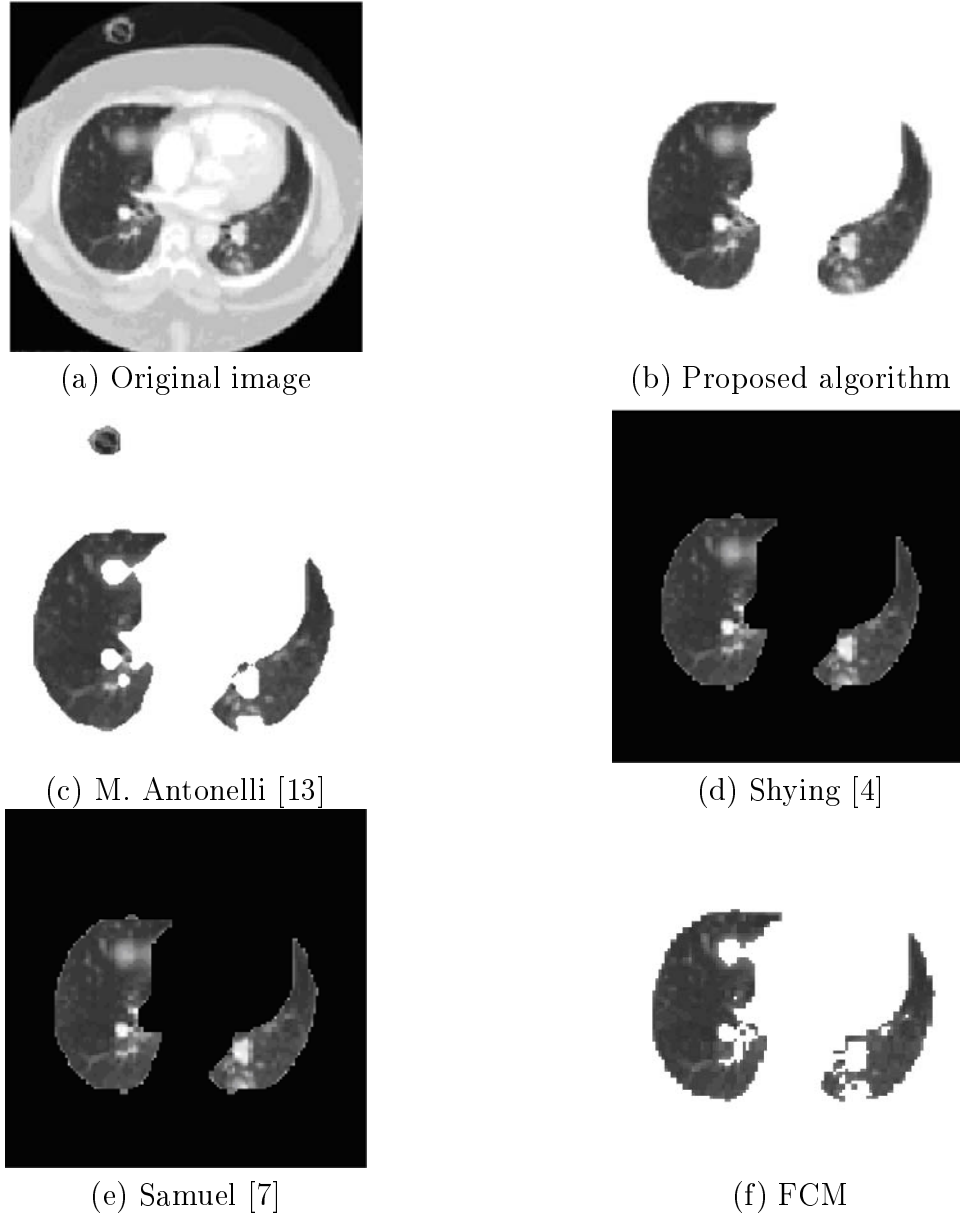 (a) Original image
(b) Proposed algorithm
(c) M. Antonelli [13]
(d) Shying [4]
(e) Samuel [7]
(f) FCM